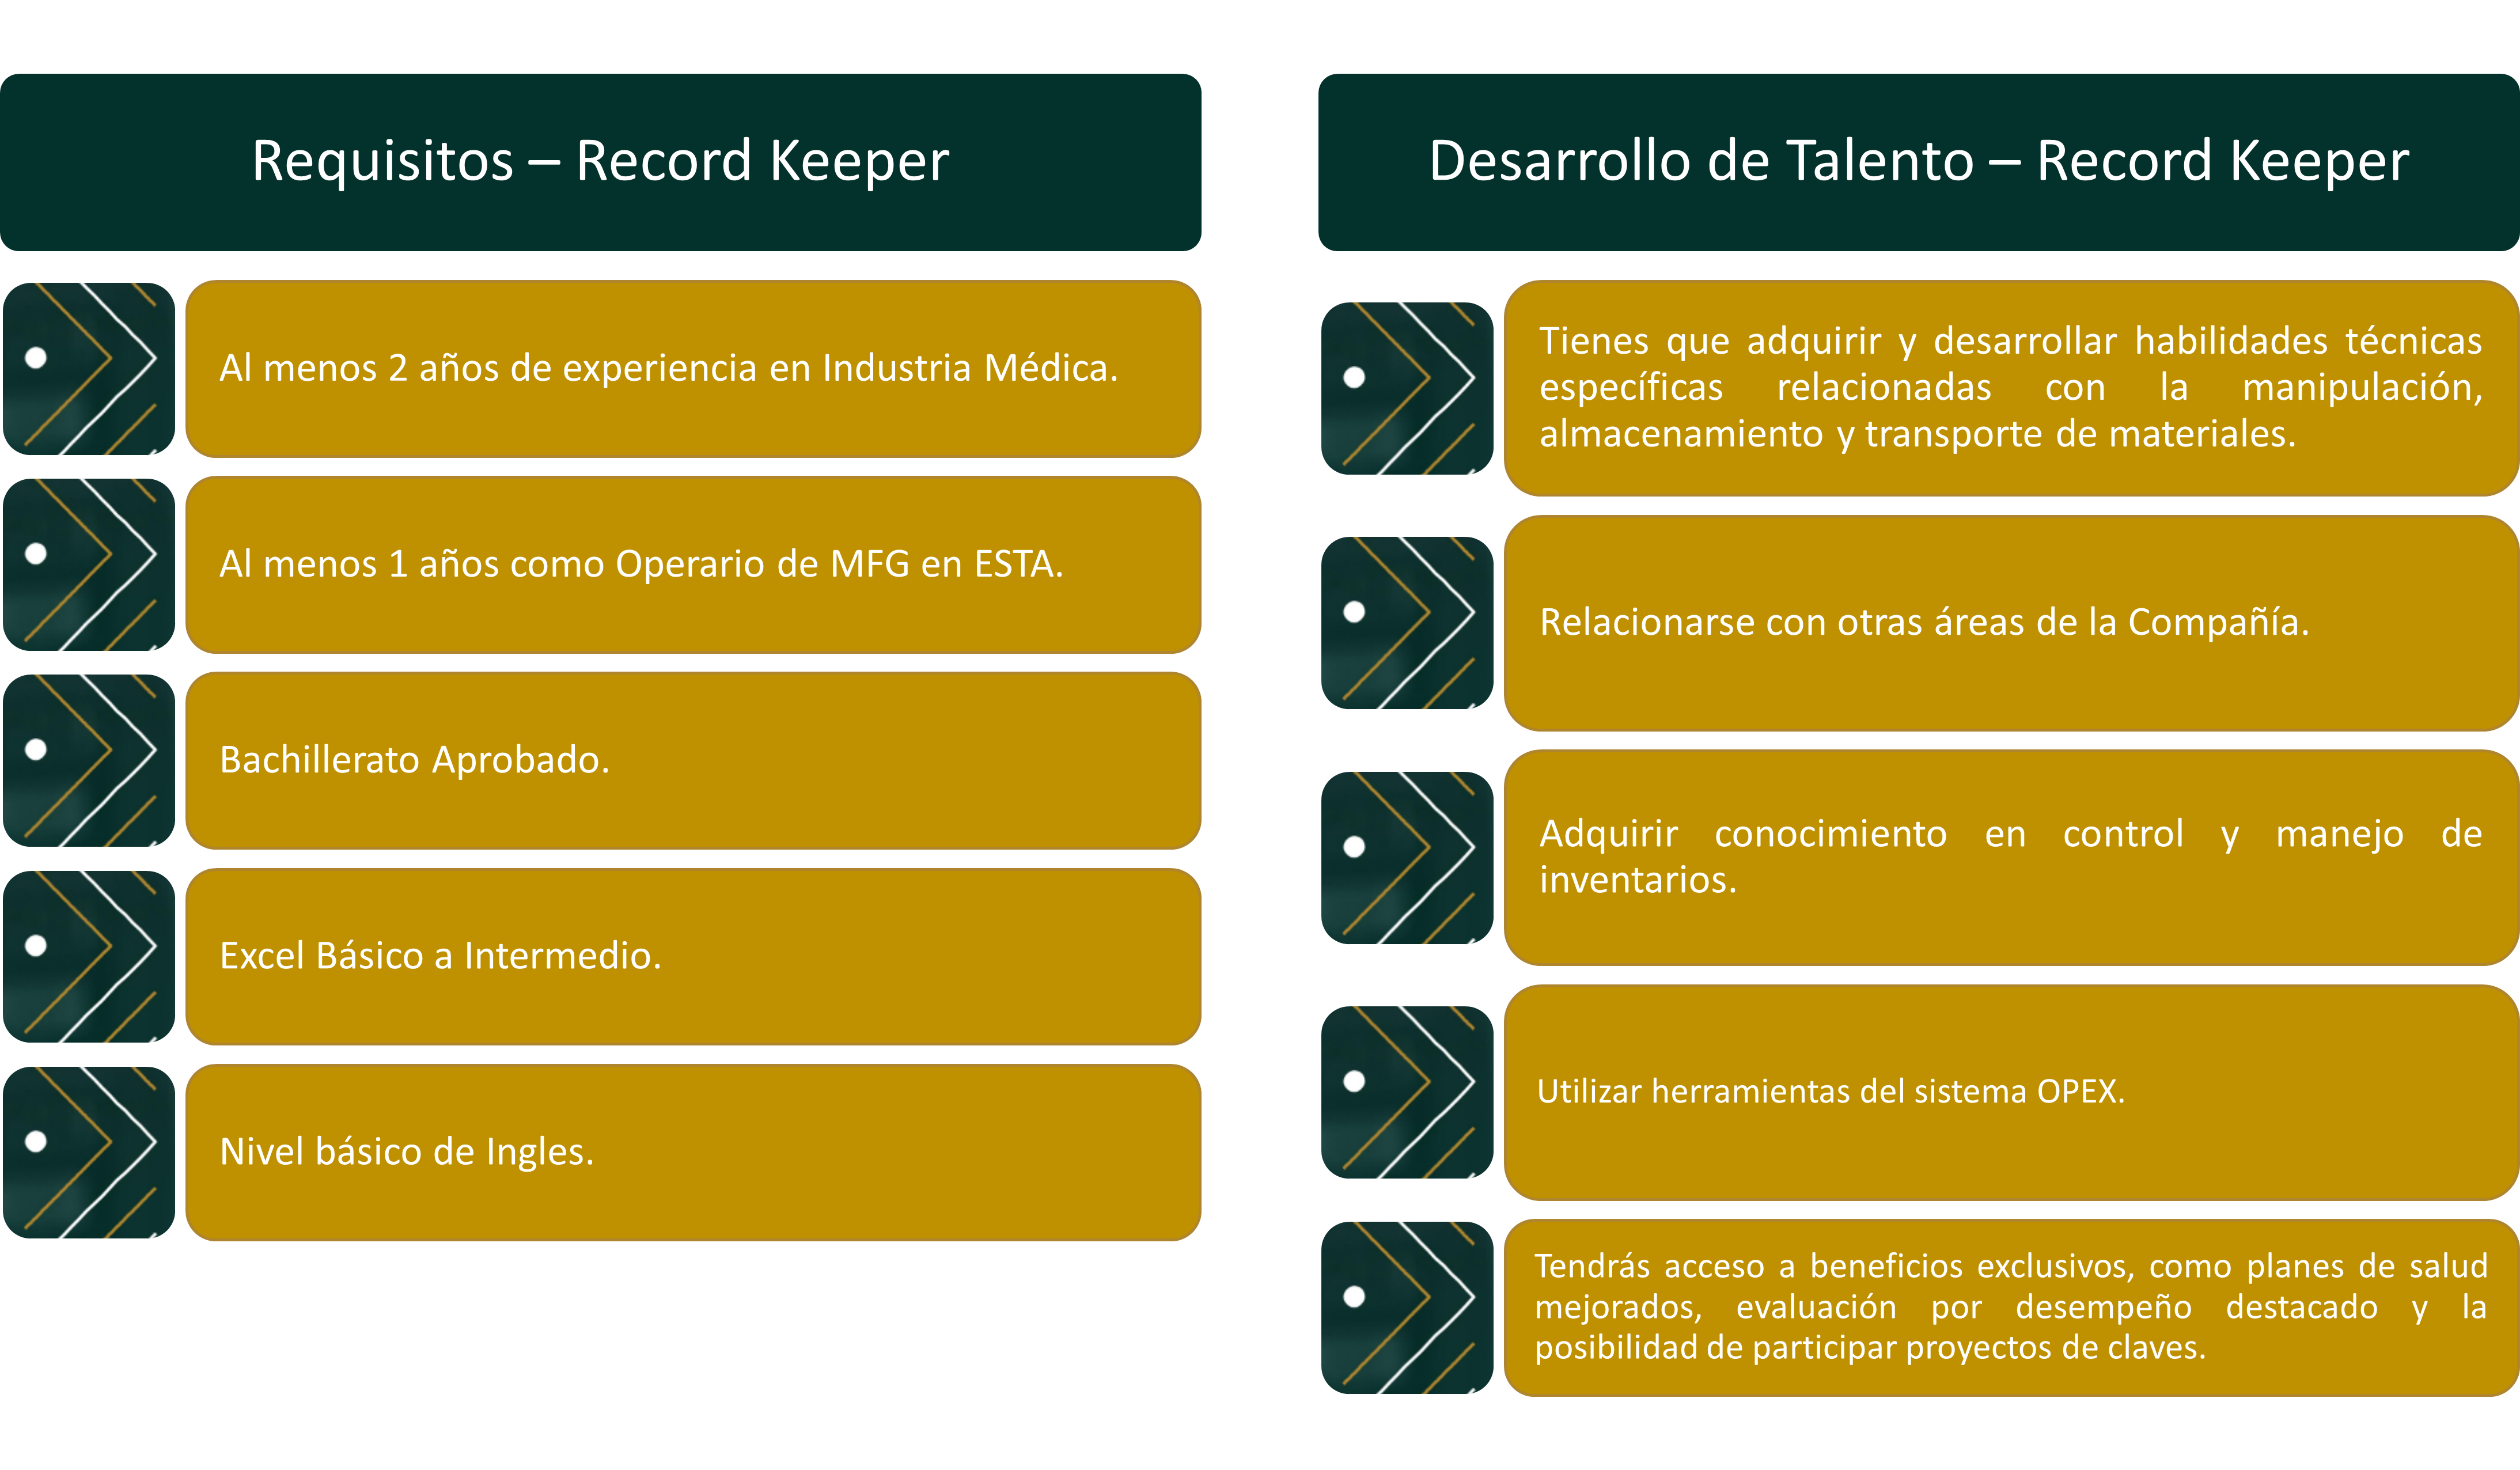 Requisitos – Record Keeper
Al menos 2 años de experiencia en Industria Médica.
Al menos 1 años como Operario de MFG en ESTA.
Bachillerato Aprobado.
Excel Básico a Intermedio.
Nivel básico de Ingles.
Desarrollo de Talento – Record Keeper
Tienes que adquirir y desarrollar habilidades técnicas
específicas relacionadas con la manipulación,
almacenamiento y transporte de materiales.
Relacionarse con otras áreas de la Compañía.
Adquirir conocimiento en control y manejo de
inventarios.
Utilizar herramientas del sistema OPEX.
Tendrás acceso a beneficios exclusivos, como planes de salud
mejorados, evaluación por desempeño destacado y la
posibilidad de participar proyectos de claves.